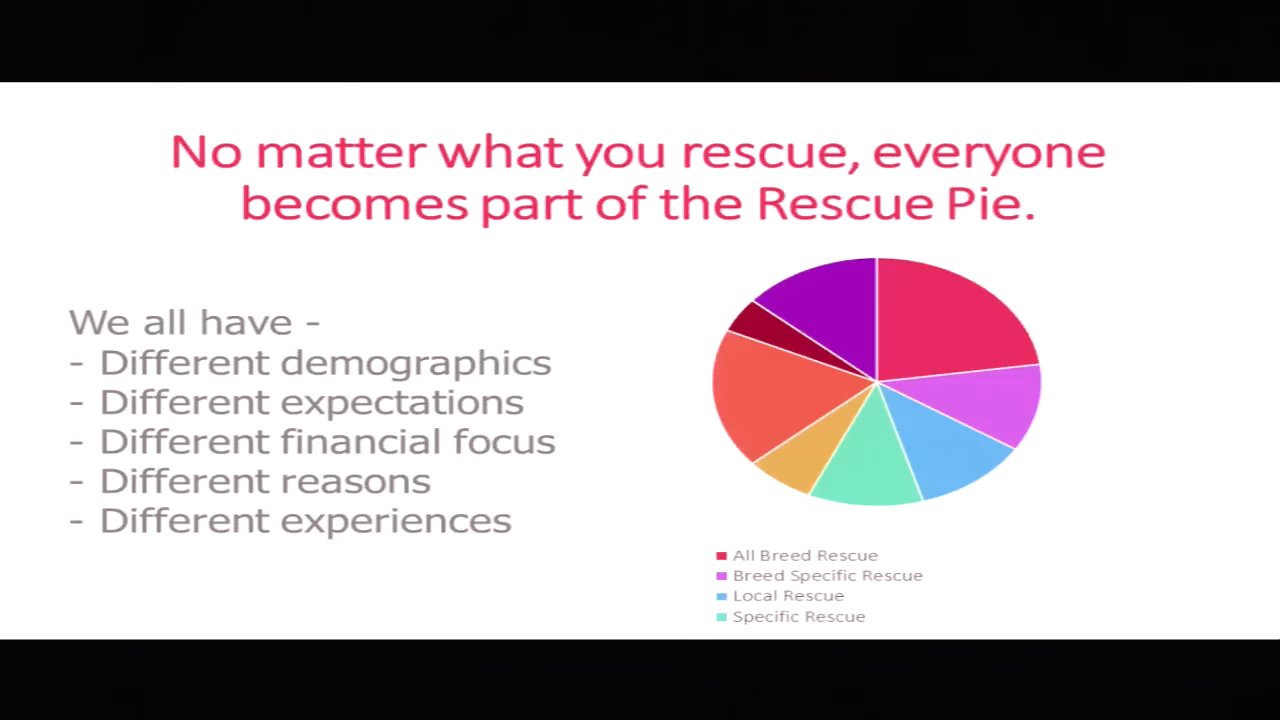 No matter what you rescue, everyone
becomes part of the Rescue Pie.
We all have -
- Different demographics
- Different expectations
- Different financial focus
- Different reasons
- Different experiences
All Breed Rescue
Breed Specific Rescue
Local Rescue
Specific Rescue